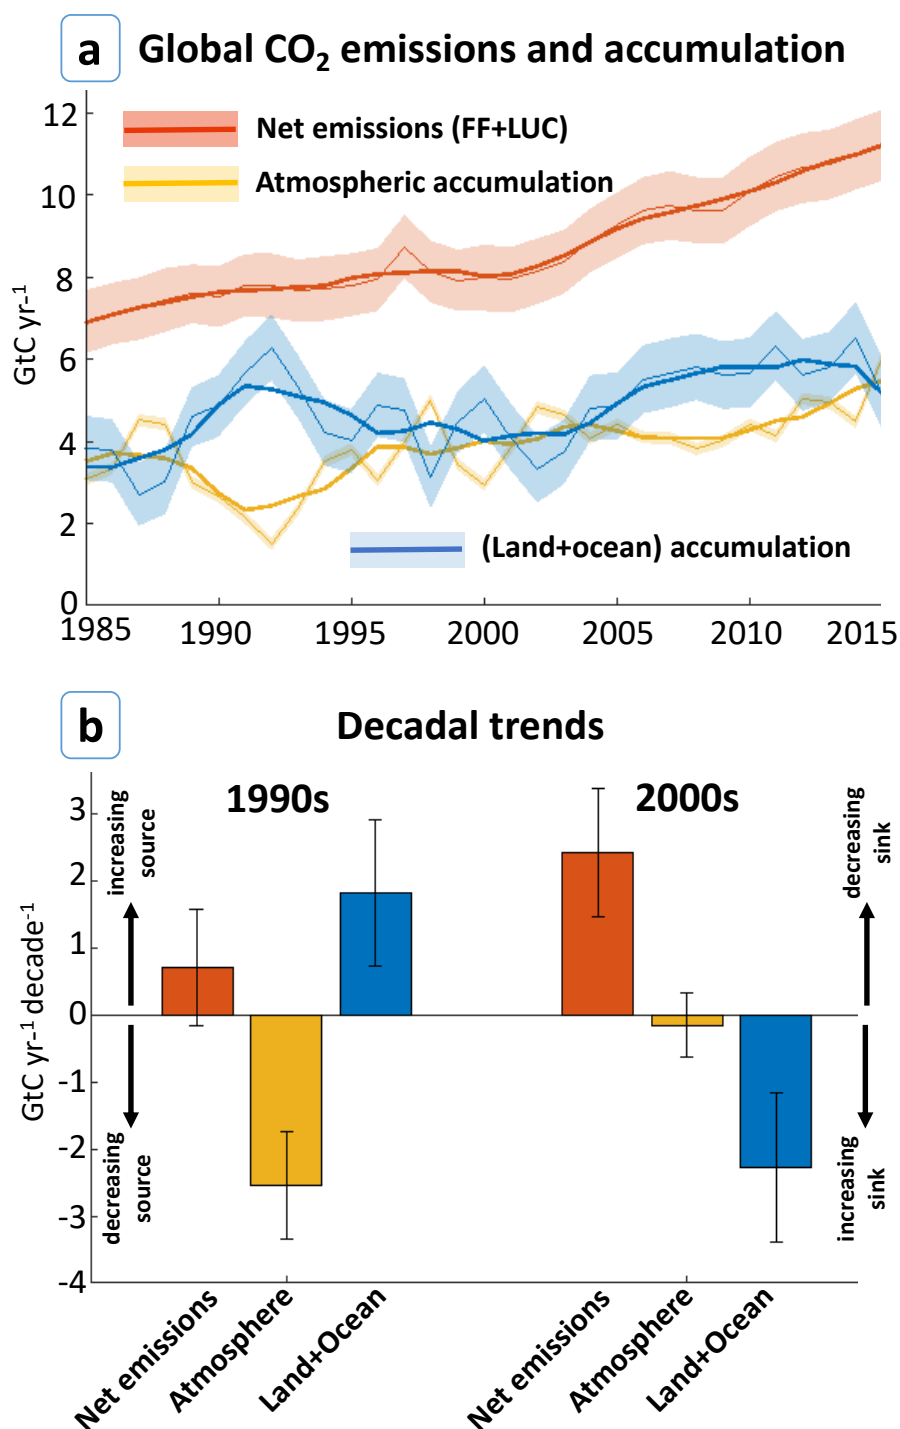 a Global CO₂ emissions and accumulation
12
Net emissions (FF+LUC)
Atmospheric accumulation
10
8
GtC yr-¹
6
4
2
(Land+ocean) accumulation
0
1985 1990 1995 2000 2005 2010 2015
b Decadal trends
1990s 2000s
increasing
source
decreasing
sink
3
2
1
0
-1
-2
-3
-4
GtC yr-¹ decade-¹
decreasing
source
increasing
sink
Net emissions
Atmosphere
Land+Ocean
Net emissions
Atmosphere
Land+Ocean